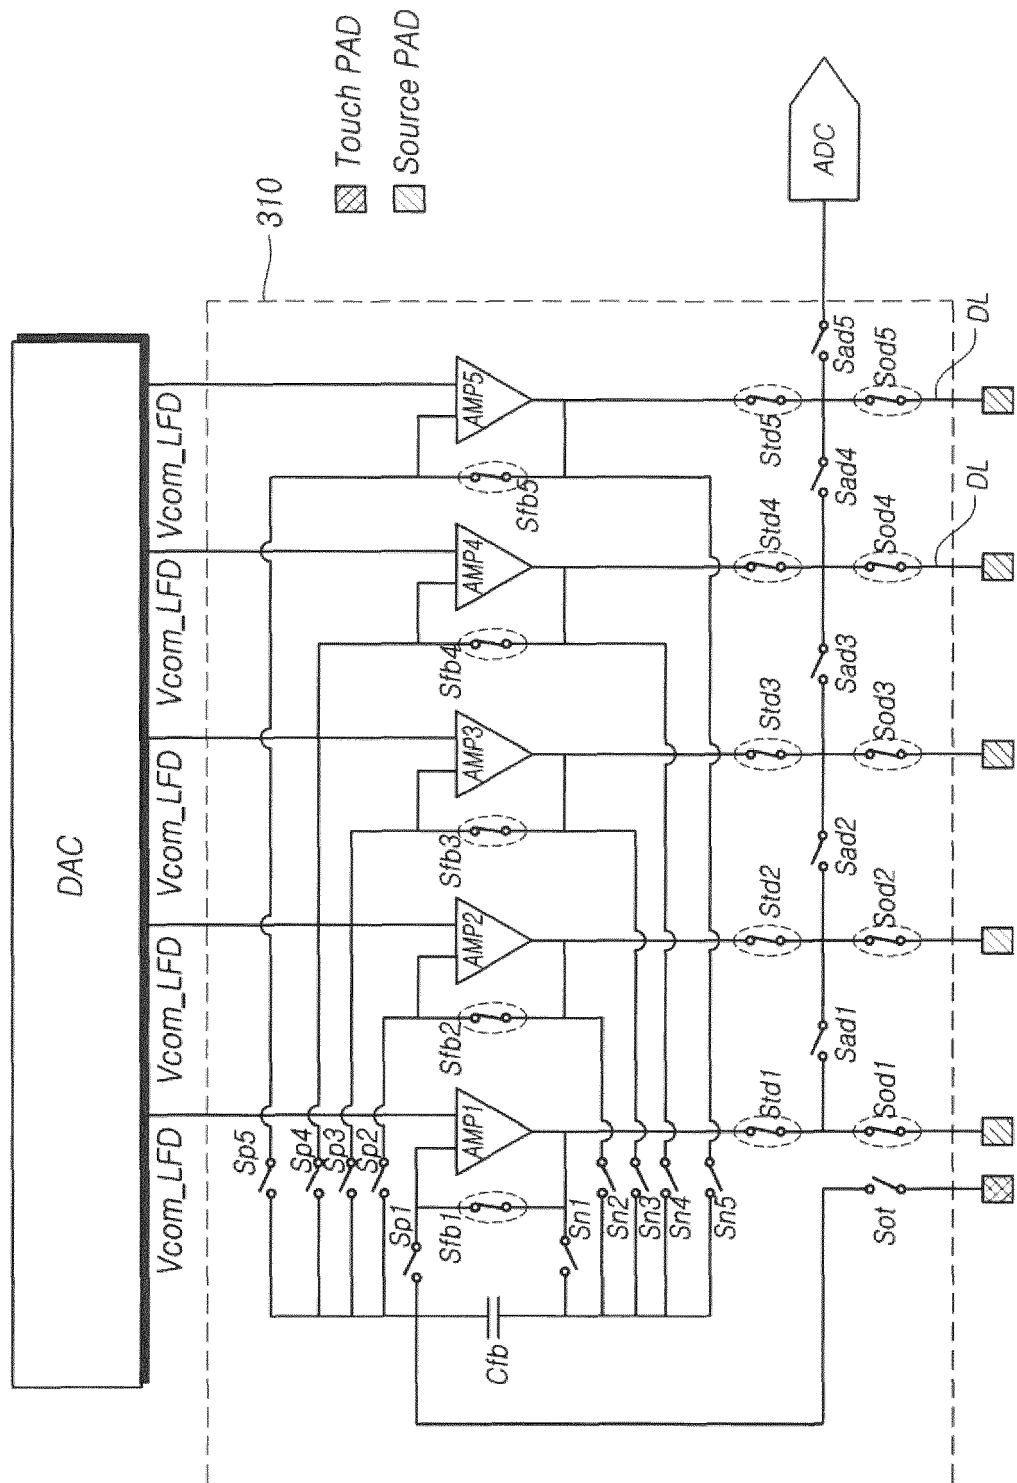 Touch PAD
Source PAD
310
DAC
Vcom_LFD
Vcom_LFD
Vcom_LFD
Vcom_LFD
Vcom_LFD
Sp5
Sp4
Sp3
Sp2
Sp1
AMP1
AMP2
AMP3
AMP4
AMP5
Sfb1
Sfb2
Sfb3
Sfb4
Sfb5
Cfb
Sn1
Sn2
Sn3
Sn4
Sn5
Std1
Std2
Std3
Std4
Std5
Sad1
Sad2
Sad3
Sad4
Sad5
ADC
Sot
Sod1
Sod2
Sod3
Sod4
Sod5
DL
DL